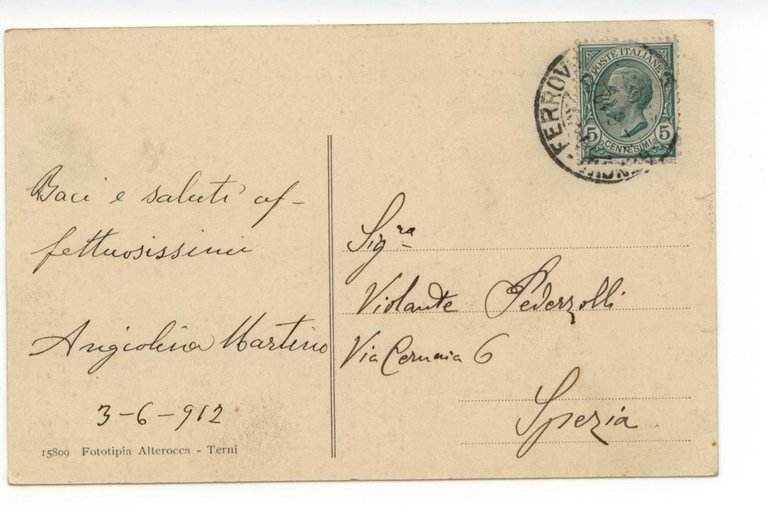 POSTE ITALIANE
5 5
CENTESIMI
FERROV
Baci e saluti af-
fettuosissimi
Angiolina Martino
3-6-912
15809 Fototipia Alterocca - Terni
Sig.ra
Violante Pederzolli
Via Cernaia 6
Spezia